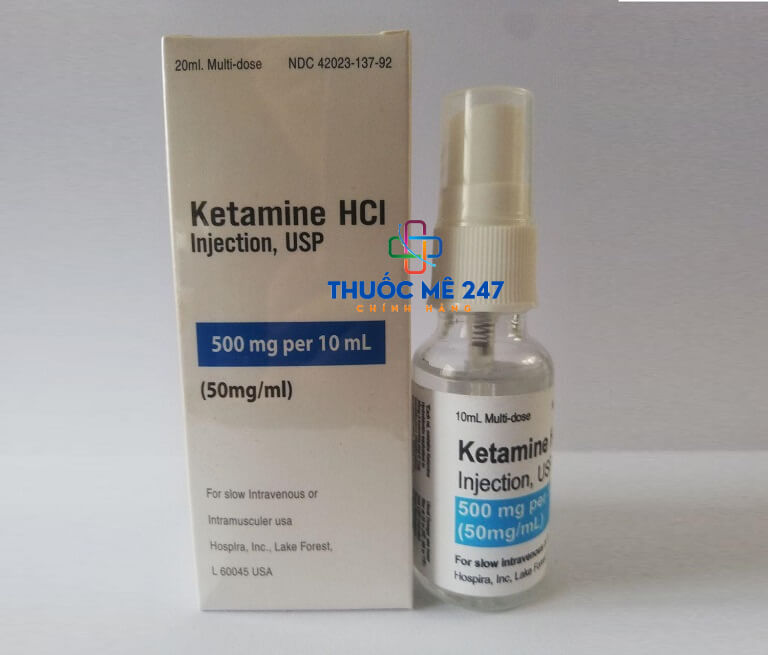 20ml. Multi-dose NDC 42023-137-92
Ketamine HCl
Injection, USP
500 mg per 10 mL
(50mg/ml)
For slow Intravenous or
Intramusculer usa
Hospira, Inc., Lake Forest,
L 60045 USA
THUỐC MÊ 247
CHÍNH HÃNG
10mL Multi-dose
Ketamine
Injection, US
500 mg per
(50mg/mL)
For slow intravenous
Hospira, Inc, Lake